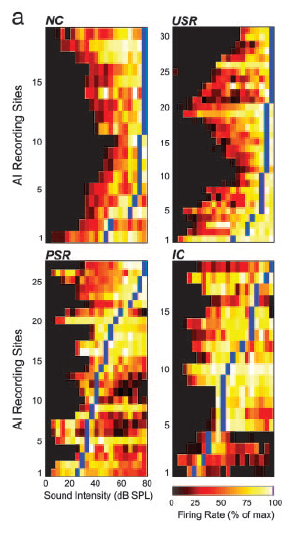 a
NC
USR
AI Recording Sites
15
10
5
1
30
25
20
15
10
5
1
PSR
IC
AI Recording Sites
25
20
15
10
5
1
15
10
5
1
0 20 40 60 80
Sound Intensity (dB SPL)
0 25 50 75 100
Firing Rate (% of max)